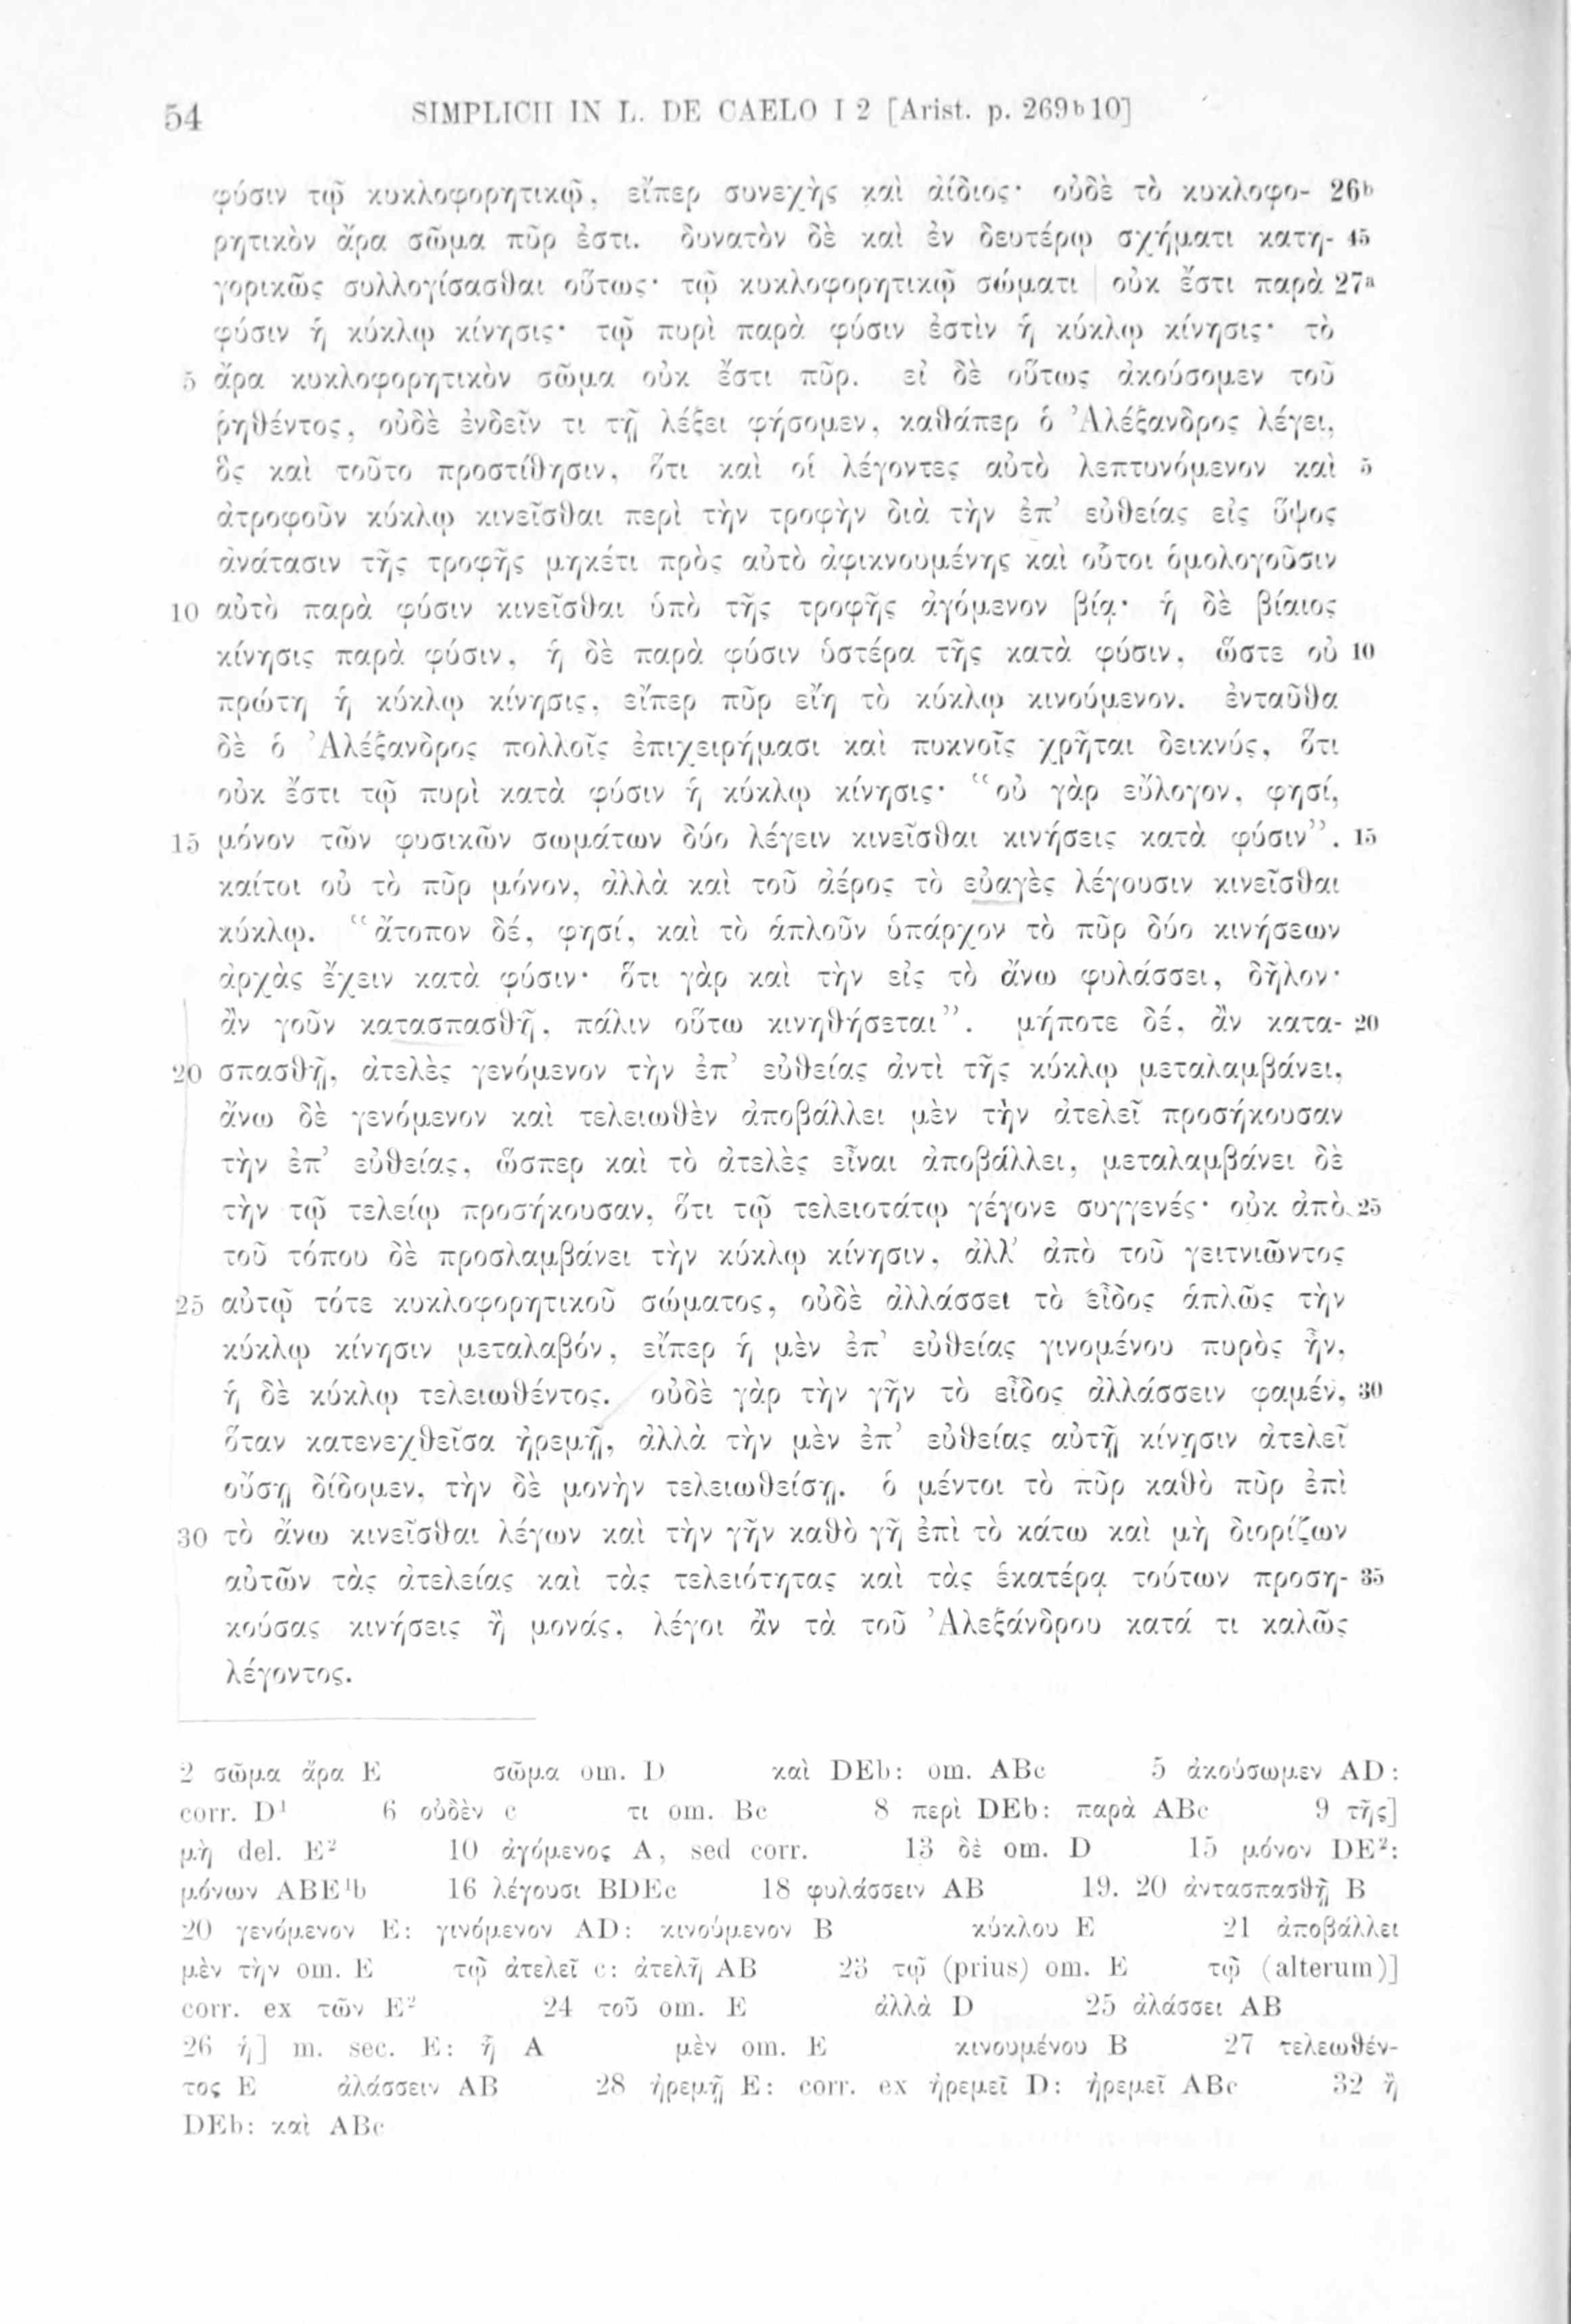 54 SIMPLICII IN L. DE CAELO I 2 [Arist. p. 269b10]
φύσιν τῷ κυκλοφορητικῷ, εἴπερ συνεχὴς καὶ ἀίδιος· οὐδὲ τὸ κυκλοφο- 26b
ρητικὸν ἄρα σῶμα πῦρ ἐστι. δυνατὸν δὲ καὶ ἐν δευτέρῳ σχήματι κατη- 45
γορικῶς συλλογίσασθαι οὕτως· τῷ κυκλοφορητικῷ σώματι | οὐκ ἔστι παρὰ 27a
φύσιν ἡ κύκλῳ κίνησις· τῷ πυρὶ παρὰ φύσιν ἐστὶν ἡ κύκλῳ κίνησις· τὸ
5 ἄρα κυκλοφορητικὸν σῶμα οὐκ ἔστι πῦρ. εἰ δὲ οὕτως ἀκούσομεν τοῦ
ῥηθέντος, οὐδὲ ἐνδεῖν τι τῇ λέξει φήσομεν, καθάπερ ὁ Ἀλέξανδρος λέγει,
ὃς καὶ τοῦτο προστίθησιν, ὅτι καὶ οἱ λέγοντες αὐτὸ λεπτυνόμενον καὶ 5
ἀτροφοῦν κύκλῳ κινεῖσθαι περὶ τὴν τροφὴν διὰ τὴν ἐπ’ εὐθείας εἰς ὕψος
ἀνάτασιν τῆς τροφῆς μηκέτι πρὸς αὐτὸ ἀφικνουμένης καὶ οὗτοι ὁμολογοῦσιν
10 αὐτὸ παρὰ φύσιν κινεῖσθαι ὑπὸ τῆς τροφῆς ἀγόμενον βίᾳ· ἡ δὲ βίαιος
κίνησις παρὰ φύσιν, ἡ δὲ παρὰ φύσιν ὑστέρα τῆς κατὰ φύσιν, ὥστε οὐ 10
πρώτη ἡ κύκλῳ κίνησις, εἴπερ πῦρ εἴη τὸ κύκλῳ κινούμενον. ἐνταῦθα
δὲ ὁ Ἀλέξανδρος πολλοῖς ἐπιχειρήμασι καὶ πυκνοῖς χρῆται δεικνύς, ὅτι
οὐκ ἔστι τῷ πυρὶ κατὰ φύσιν ἡ κύκλῳ κίνησις· “οὐ γὰρ εὔλογον, φησί,
15 μόνον τῶν φυσικῶν σωμάτων δύο λέγειν κινεῖσθαι κινήσεις κατὰ φύσιν”. 15
καίτοι οὐ τὸ πῦρ μόνον, ἀλλὰ καὶ τοῦ ἀέρος τὸ εὐαγὲς λέγουσιν κινεῖσθαι
κύκλῳ. “ἄτοπον δέ, φησί, καὶ τὸ ἁπλοῦν ὑπάρχον τὸ πῦρ δύο κινήσεων
ἀρχὰς ἔχειν κατὰ φύσιν· ὅτι γὰρ καὶ τὴν εἰς τὸ ἄνω φυλάσσει, δῆλον·
ἂν γοῦν κατασπασθῇ, πάλιν οὕτω κινηθήσεται”. μήποτε δέ, ἂν κατα- 20
20 σπασθῇ, ἀτελὲς γενόμενον τὴν ἐπ’ εὐθείας ἀντὶ τῆς κύκλῳ μεταλαμβάνει,
ἄνω δὲ γενόμενον καὶ τελειωθὲν ἀποβάλλει μὲν τὴν ἀτελεῖ προσήκουσαν
τὴν ἐπ’ εὐθείας, ὥσπερ καὶ τὸ ἀτελὲς εἶναι ἀποβάλλει, μεταλαμβάνει δὲ
τὴν τῷ τελείῳ προσήκουσαν, ὅτι τῷ τελειοτάτῳ γέγονε συγγενές· οὐκ ἀπὸ 25
τοῦ τόπου δὲ προσλαμβάνει τὴν κύκλῳ κίνησιν, ἀλλ’ ἀπὸ τοῦ γειτνιῶντος
25 αὐτῷ τότε κυκλοφορητικοῦ σώματος, οὐδὲ ἀλλάσσει τὸ εἶδος ἁπλῶς τὴν
κύκλῳ κίνησιν μεταλαβόν, εἴπερ ἡ μὲν ἐπ’ εὐθείας γινομένου πυρὸς ἦν,
ἡ δὲ κύκλῳ τελειωθέντος. οὐδὲ γὰρ τὴν γῆν τὸ εἶδος ἀλλάσσειν φαμέν, 30
ὅταν κατενεχθεῖσα ἠρεμῇ, ἀλλὰ τὴν μὲν ἐπ’ εὐθείας αὐτῇ κίνησιν ἀτελεῖ
οὔσῃ δίδομεν, τὴν δὲ μονὴν τελειωθείσῃ. ὁ μέντοι τὸ πῦρ καθὸ πῦρ ἐπὶ
30 τὸ ἄνω κινεῖσθαι λέγων καὶ τὴν γῆν καθὸ γῆ ἐπὶ τὸ κάτω καὶ μὴ διορίζων
αὐτῶν τὰς ἀτελείας καὶ τὰς τελειότητας καὶ τὰς ἑκατέρᾳ τούτων προση- 35
κούσας κινήσεις ἢ μονάς, λέγοι ἂν τὰ τοῦ Ἀλεξάνδρου κατά τι καλῶς
λέγοντος.
2 σῶμα ἄρα E σῶμα om. D καὶ DEb: om. ABc 5 ἀκούσωμεν AD:
corr. D¹ 6 οὐδὲν c τι om. Bc 8 περὶ DEb: παρὰ ABc 9 τῆς]
μὴ del. E² 10 ἀγόμενος A, sed corr. 13 δὲ om. D 15 μόνον DE²:
μόνων ABE¹b 16 λέγουσι BDEc 18 φυλάσσειν AB 19. 20 ἀντασπασθῇ B
20 γενόμενον E: γινόμενον AD: κινούμενον B κύκλου E 21 ἀποβάλλει
μὲν τὴν om. E τῷ ἀτελεῖ c: ἀτελῆ AB 23 τῷ (prius) om. E τῷ (alterum)]
corr. ex τῶν E² 24 τοῦ om. E ἀλλὰ D 25 ἀλάσσει AB
26 ἡ] m. sec. E: ἢ A μὲν om. E κινουμένου B 27 τελεωθέν-
τος E ἀλάσσειν AB 28 ἠρεμῇ E: corr. ex ἠρεμεῖ D: ἠρεμεῖ ABc 32 ἢ
DEb: καὶ ABc